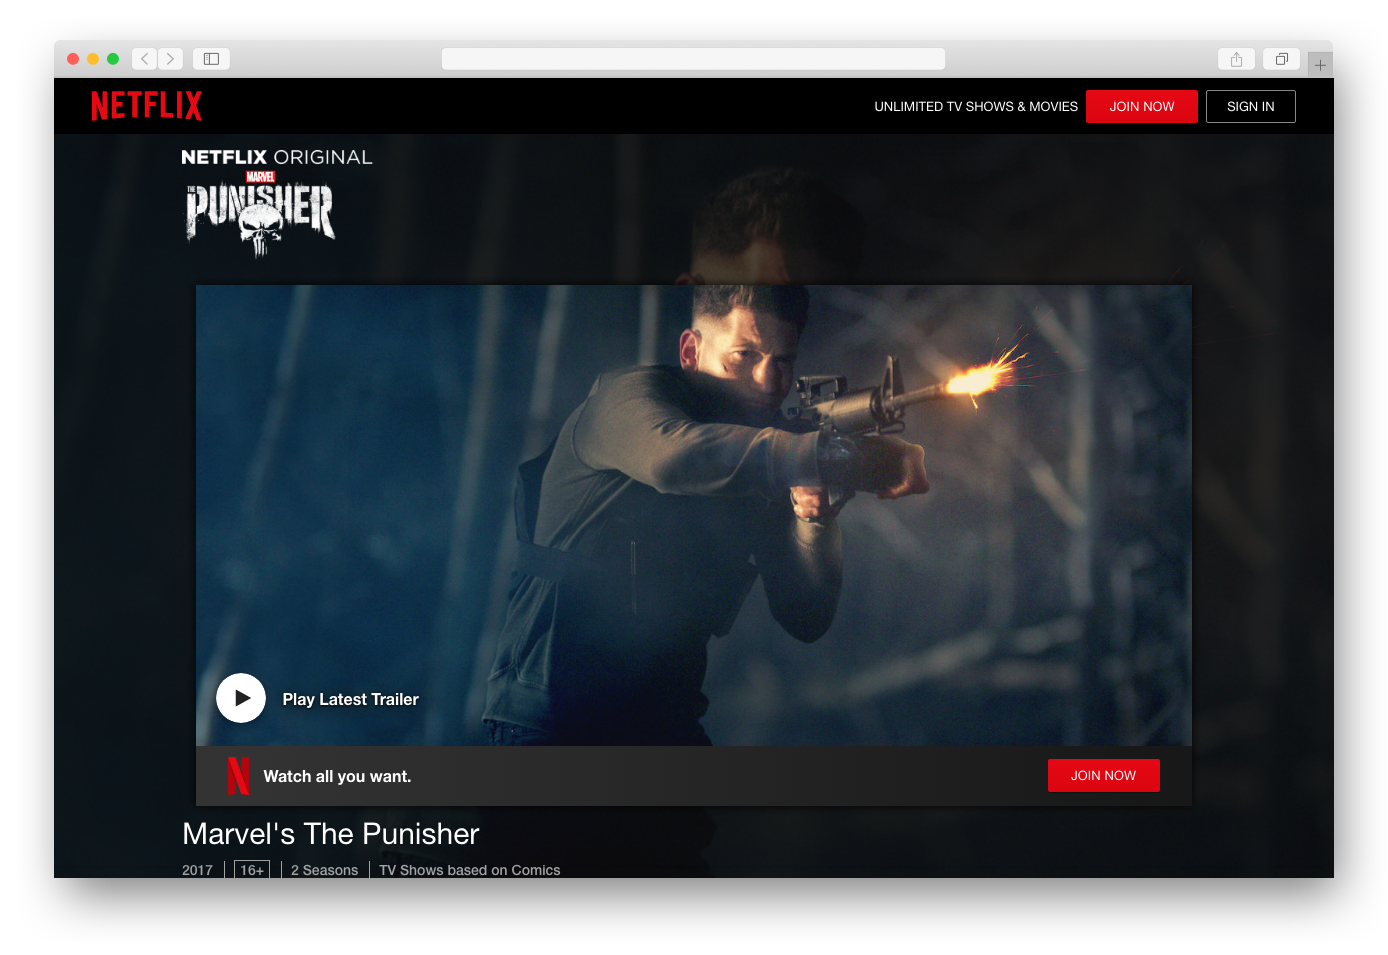 NETFLIX
UNLIMITED TV SHOWS & MOVIES
JOIN NOW
SIGN IN
NETFLIX ORIGINAL
MARVEL
THE
PUNISHER
Play Latest Trailer
N
Watch all you want.
JOIN NOW
Marvel's The Punisher
2017 16+ 2 Seasons TV Shows based on Comics